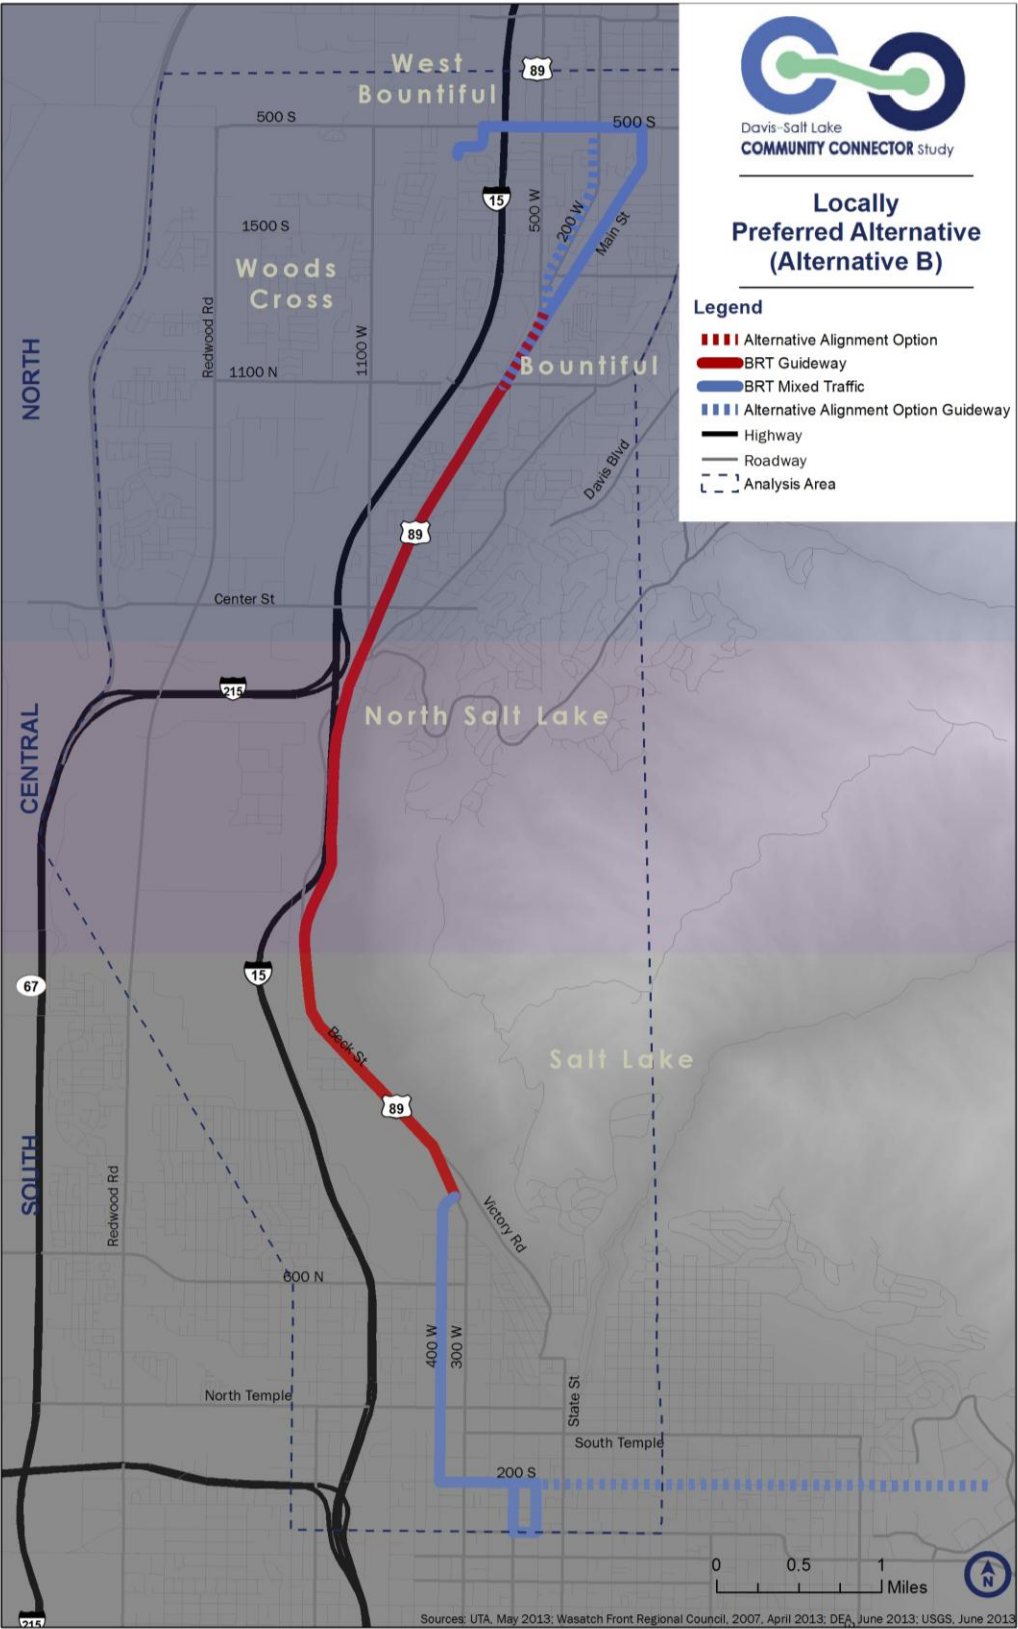 West
Bountiful
89
500 S
500 S
15
500 W
200 W
Main St
1500 S
Woods
Cross
Redwood Rd
1100 W
1100 N
Bountiful
NORTH
Davis Blvd
89
Center St
215
North Salt Lake
CENTRAL
67
15
Beck St
Salt Lake
89
SOUTH
Redwood Rd
Victory Rd
600 N
400 W
300 W
North Temple
State St
South Temple
200 S
215
Davis-Salt Lake
COMMUNITY CONNECTOR Study
Locally
Preferred Alternative
(Alternative B)
Legend
Alternative Alignment Option
BRT Guideway
BRT Mixed Traffic
Alternative Alignment Option Guideway
Highway
Roadway
Analysis Area
0 0.5 1
Miles
N
Sources: UTA, May 2013; Wasatch Front Regional Council, 2007, April 2013; DEA, June 2013; USGS, June 2013